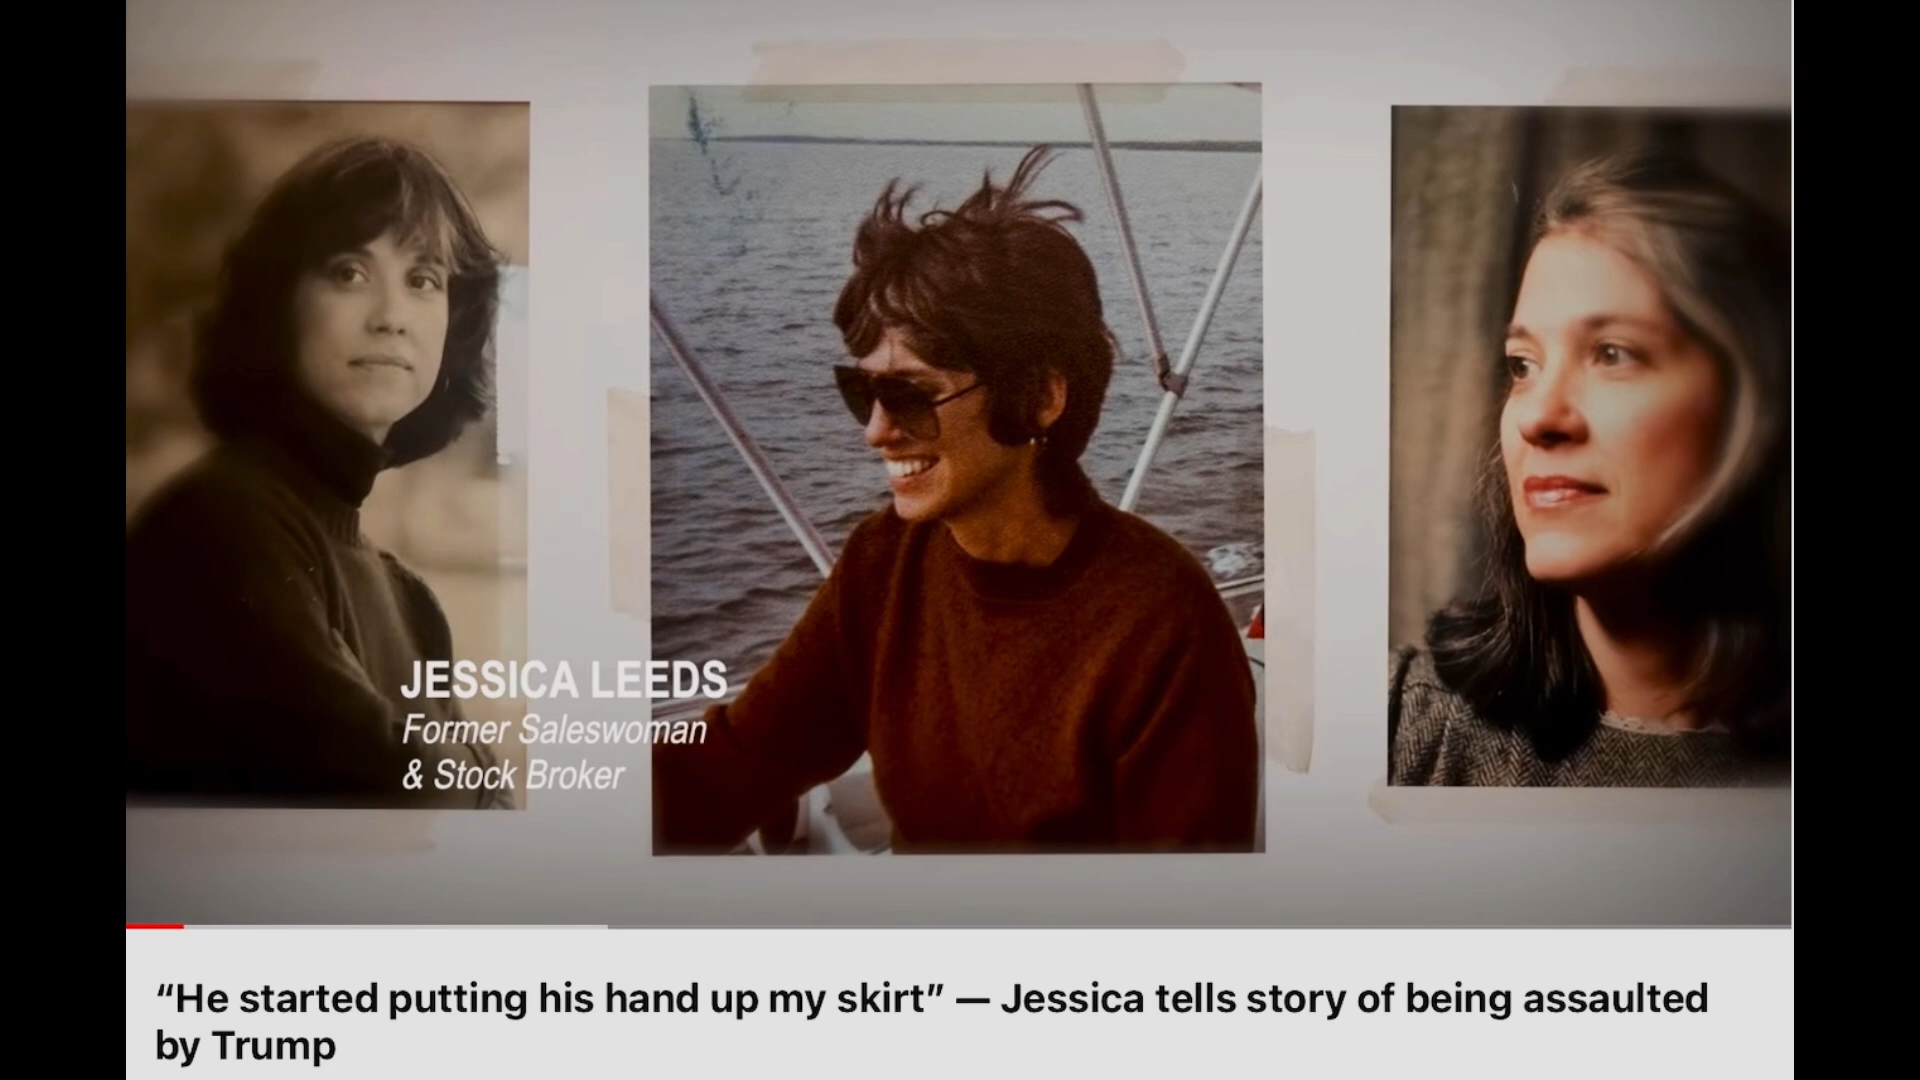 JESSICA LEEDS
Former Saleswoman
& Stock Broker
“He started putting his hand up my skirt” — Jessica tells story of being assaulted
by Trump